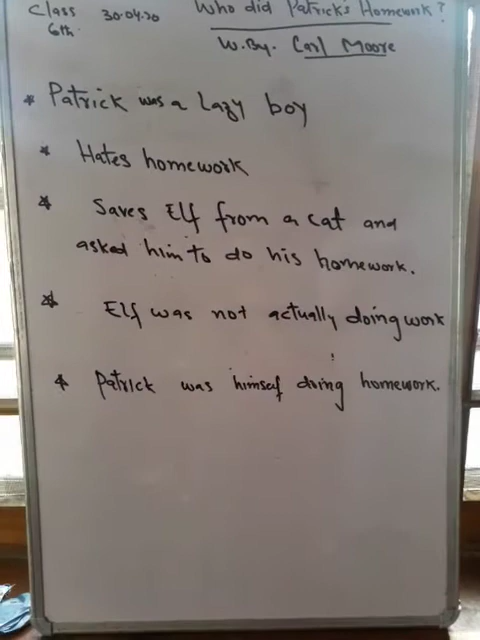 Class 30.04.20 Who did Patrick's Homework?
6th. W.By. Carl Moore
* Patrick was a Lazy boy
* Hates homework
* Saves Elf from a cat and
asked him to do his homework.
* Elf was not actually doing work
* Patrick was himself doing homework.